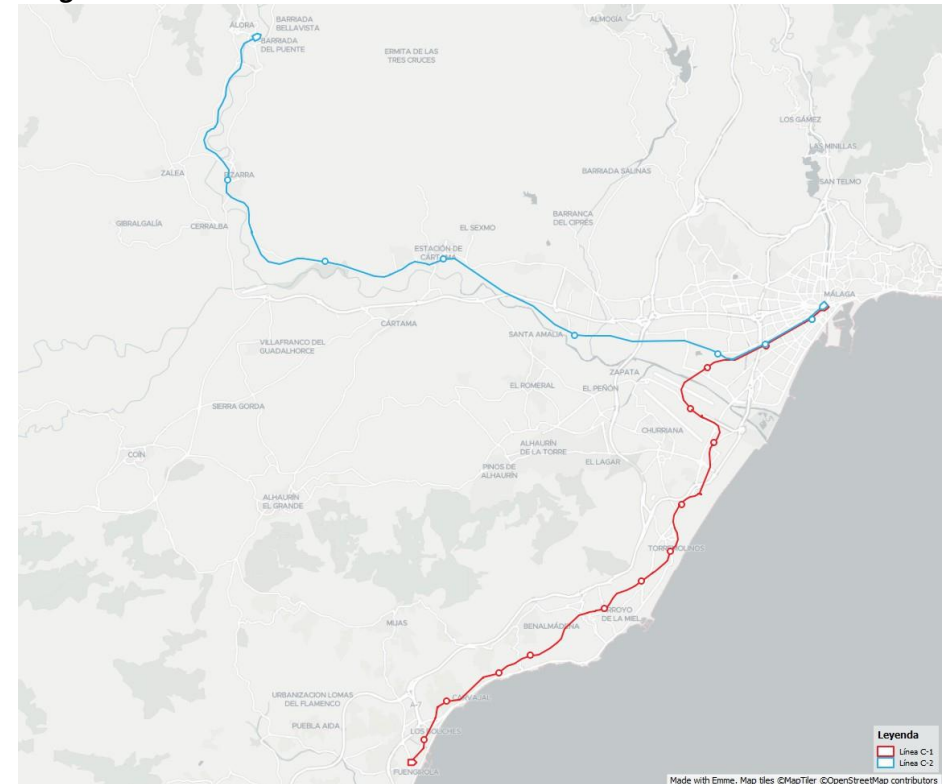 ÁLORA
BARRIADA
BELLAVISTA
BARRIADA
DEL PUENTE
ERMITA DE LAS
TRES CRUCES
ALMOGÍA
LOS GÁMEZ
LAS MINILLAS
SAN TELMO
ZALEA
PIZARRA
BARRIADA SALINAS
GIBRALGALÍA
CERRALBA
EL SEXMO
BARRANCA
DEL CIPRÉS
ESTACIÓN DE
CÁRTAMA
MÁLAGA
CÁRTAMA
SANTA AMALIA
VILLAFRANCO DEL
GUADALHORCE
ZAPATA
EL ROMERAL
EL PEÑÓN
SIERRA GORDA
CHURRIANA
COÍN
ALHAURÍN
DE LA TORRE
PINOS DE
ALHAURÍN
EL LAGAR
ALHAURÍN
EL GRANDE
TORREMOLINOS
ARROYO
DE LA MIEL
MIJAS
BENALMÁDENA
URBANIZACION LOMAS
DEL FLAMENCO
A-7
CARVAJAL
PUEBLA AIDA
LOS BOLICHES
FUENGIROLA
Leyenda
Línea C-1
Línea C-2
Made with Emme. Map tiles ©MapTiler ©OpenStreetMap contributors